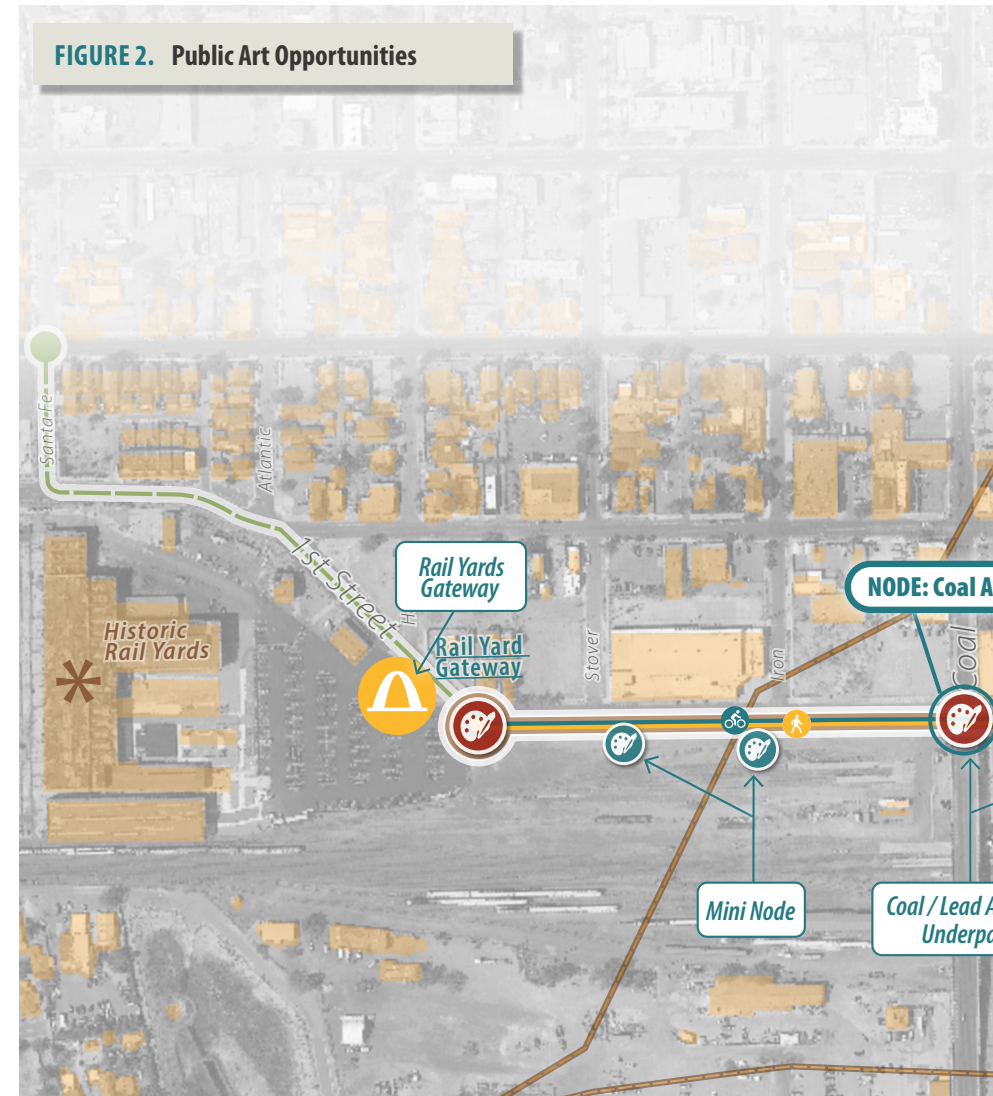 FIGURE 2. Public Art Opportunities
Santa Fe
Atlantic
1st Street
Rail Yards
Gateway
H
Historic
Rail Yards
Rail Yard
Gateway
Stover
Iron
NODE: Coal A
Coal
Mini Node
Coal / Lead A
Underpa